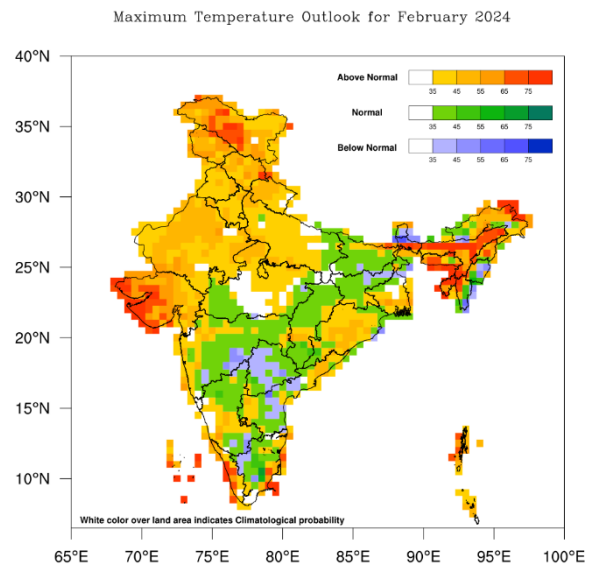 Maximum Temperature Outlook for February 2024
40°N
Above Normal
35 45 55 65 75
Normal
35 45 55 65 75
Below Normal
35 45 55 65 75
35°N
30°N
25°N
20°N
15°N
10°N
White color over land area indicates Climatological probability
65°E 70°E 75°E 80°E 85°E 90°E 95°E 100°E